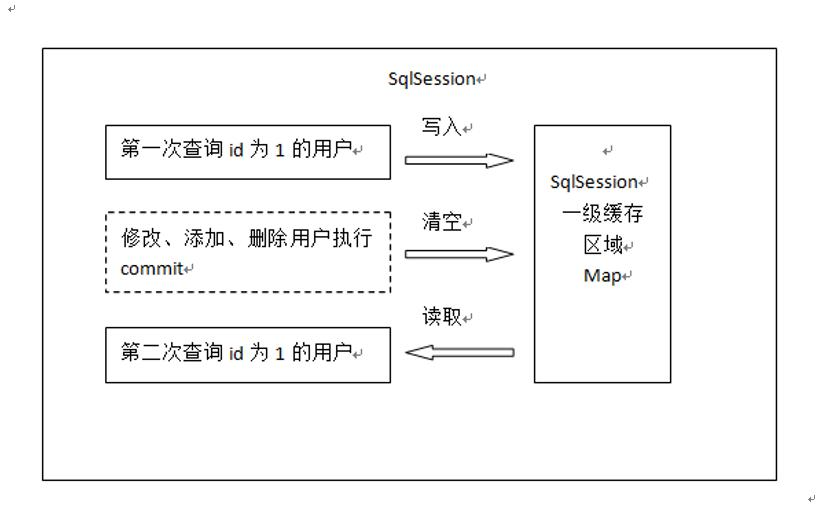 SqlSession
写入
第一次查询 id 为 1 的用户
清空
修改、添加、删除用户执行
commit
读取
第二次查询 id 为 1 的用户
SqlSession
一级缓存
区域
Map